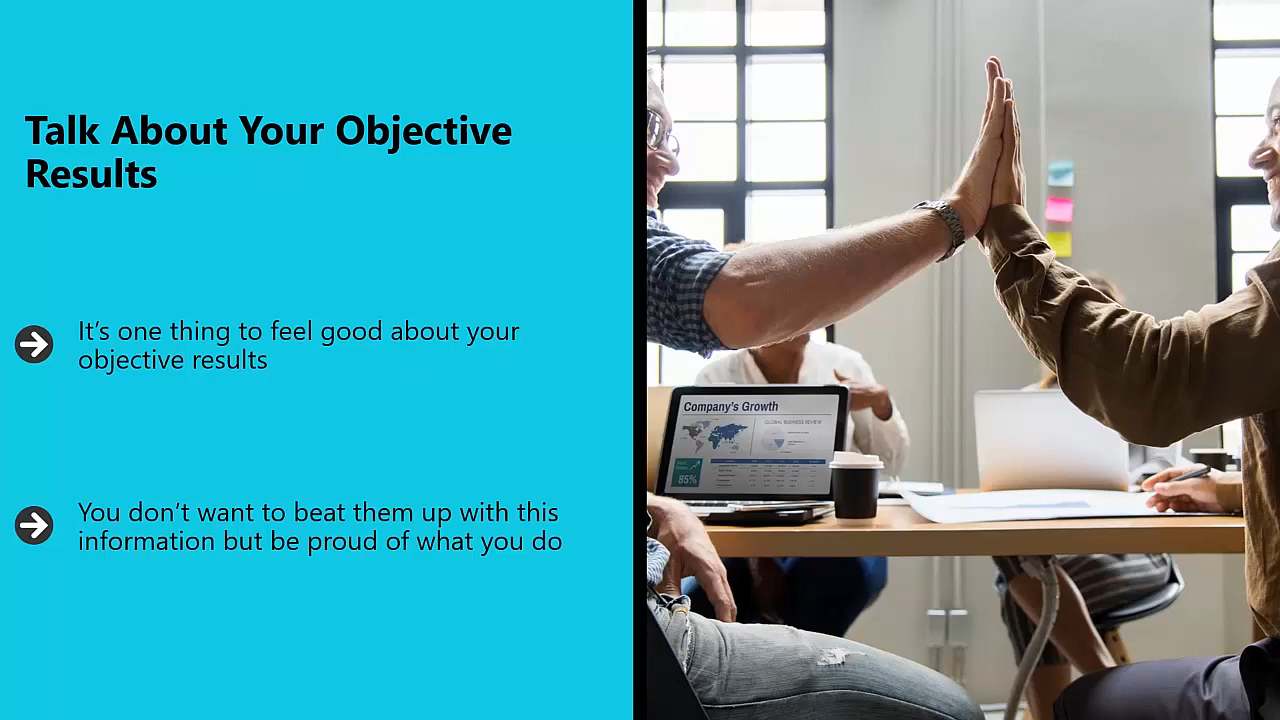 Talk About Your Objective
Results
It's one thing to feel good about your
objective results
You don't want to beat them up with this
information but be proud of what you do
Company's Growth
GLOBAL BUSINESS REVIEW
85%